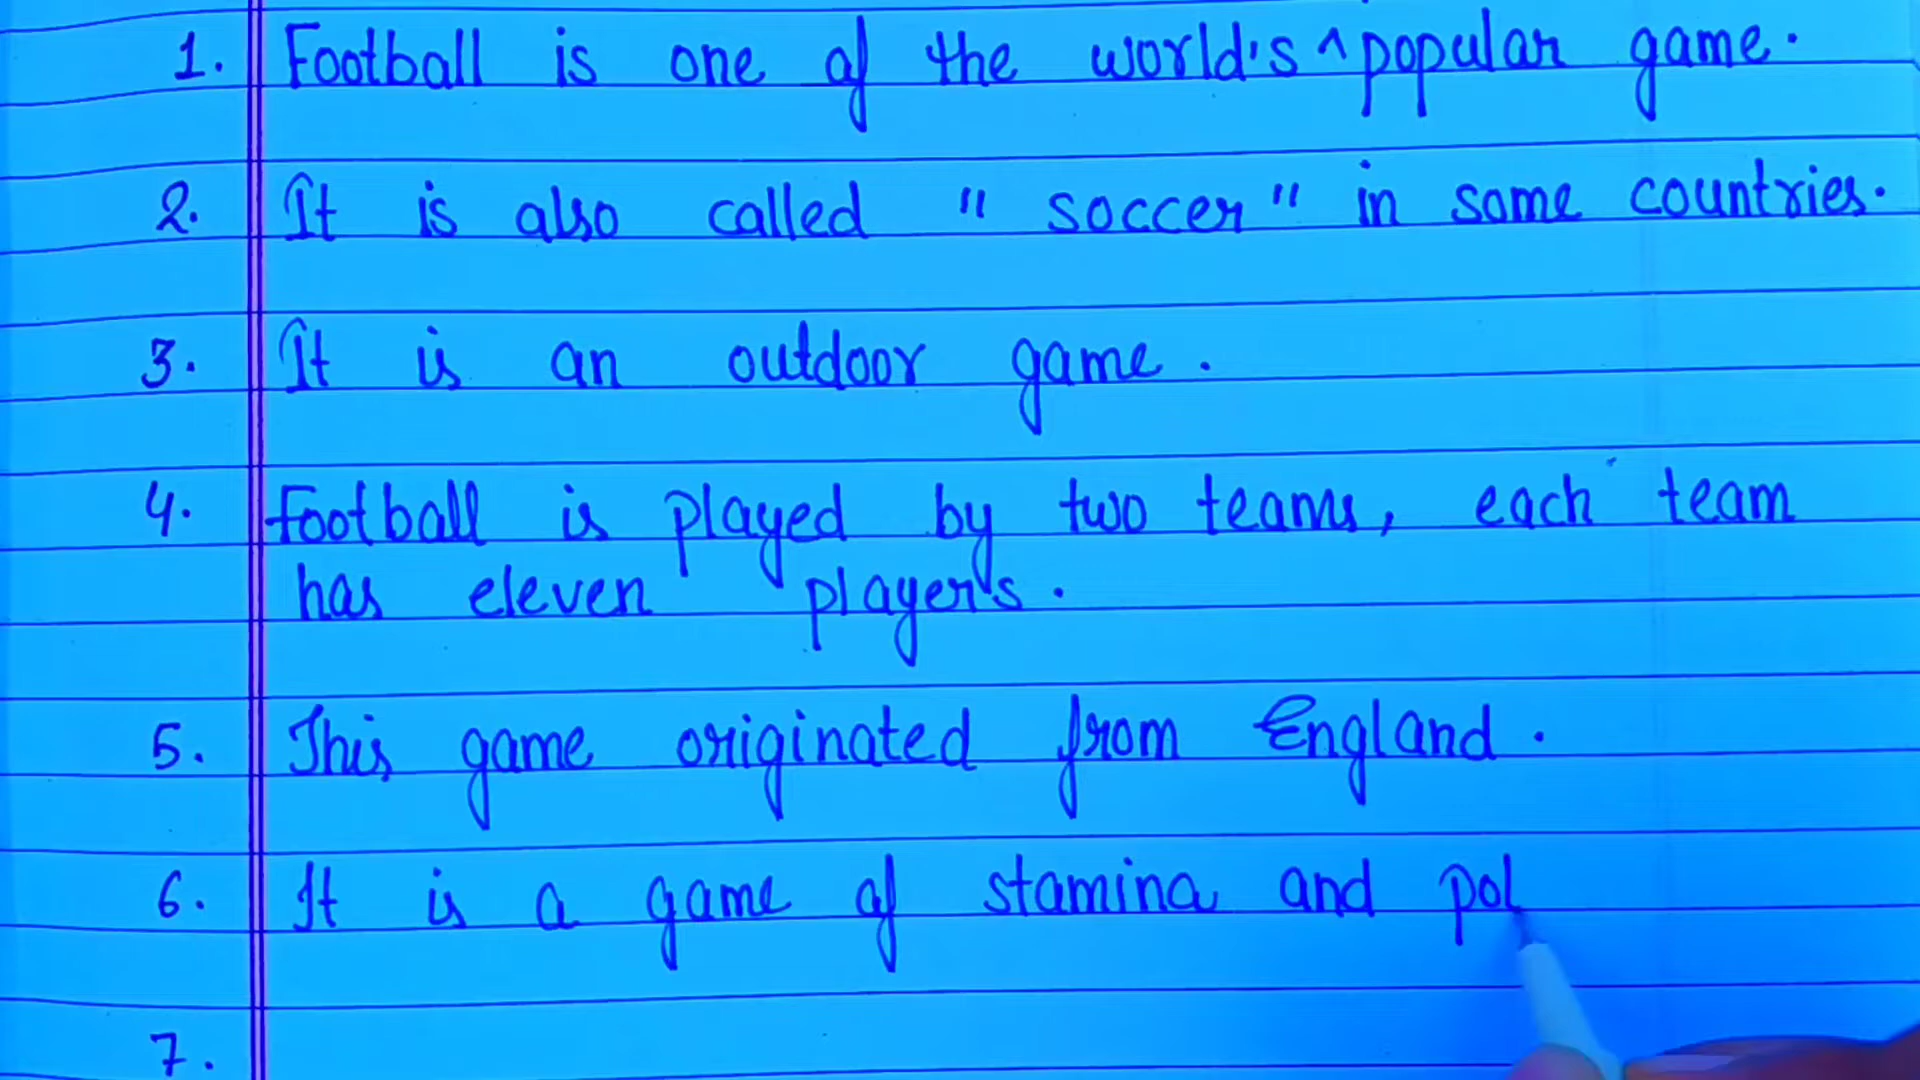 1. Football is one of the world's ^ popular game.
2. It is also called "soccer" in some countries.
3. It is an outdoor game.
4. Football is played by two teams, each team
has eleven players.
5. This game originated from England.
6. It is a game of stamina and pol
7.